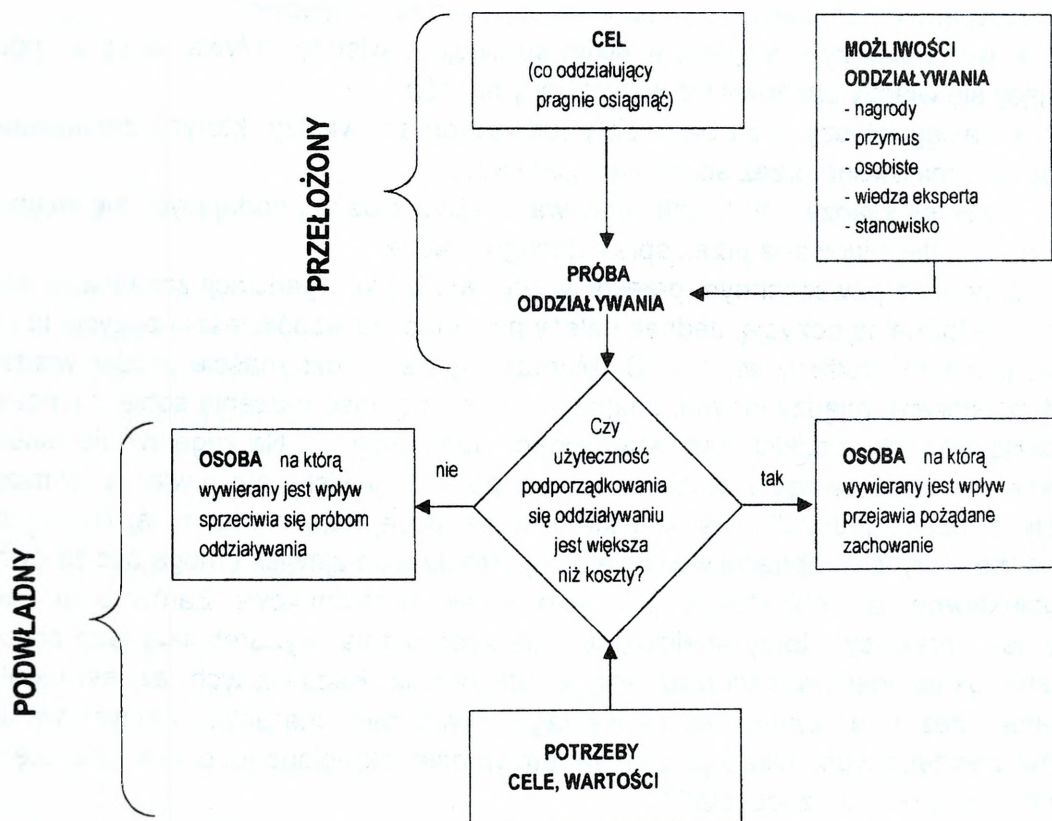 CEL
(co oddziałujący
pragnie osiągnąć)
MOŻLIWOŚCI
ODDZIAŁYWANIA
- nagrody
- przymus
- osobiste
- wiedza eksperta
- stanowisko
PRZEŁOŻONY
PRÓBA
ODDZIAŁYWANIA
Czy
użyteczność
podporządkowania
się oddziaływaniu
jest większa
niż koszty?
nie
tak
OSOBA na którą
wywierany jest wpływ
sprzeciwia się próbom
oddziaływania
OSOBA na którą
wywierany jest wpływ
przejawia pożądane
zachowanie
PODWŁADNY
POTRZEBY
CELE, WARTOŚCI